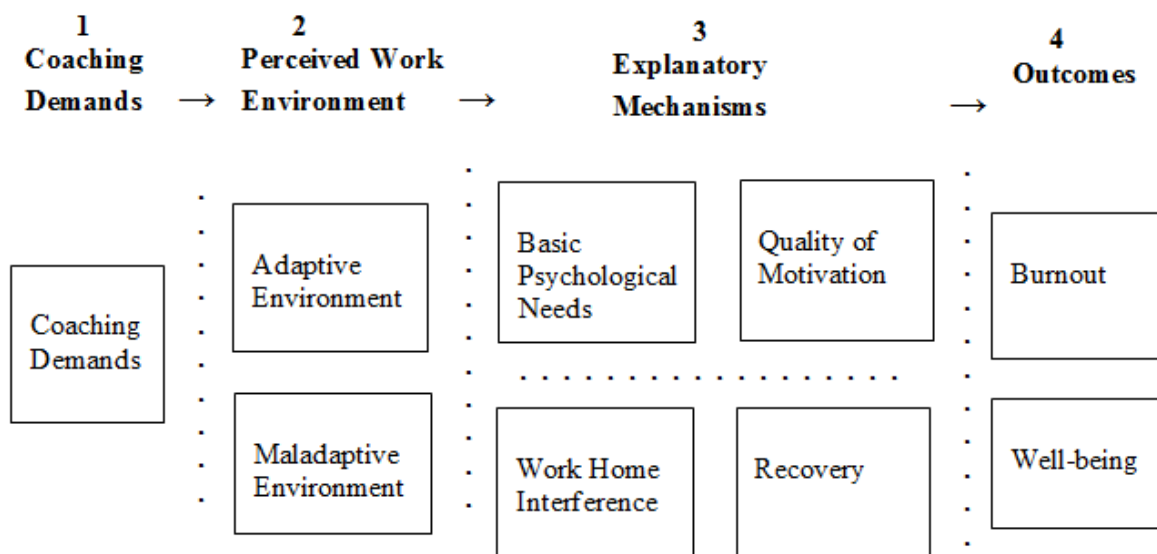 1
Coaching
Demands
→
2
Perceived Work
Environment
→
3
Explanatory
Mechanisms
→
4
Outcomes
Coaching
Demands
Adaptive
Environment
Maladaptive
Environment
Basic
Psychological
Needs
Quality of
Motivation
Work Home
Interference
Recovery
Burnout
Well-being